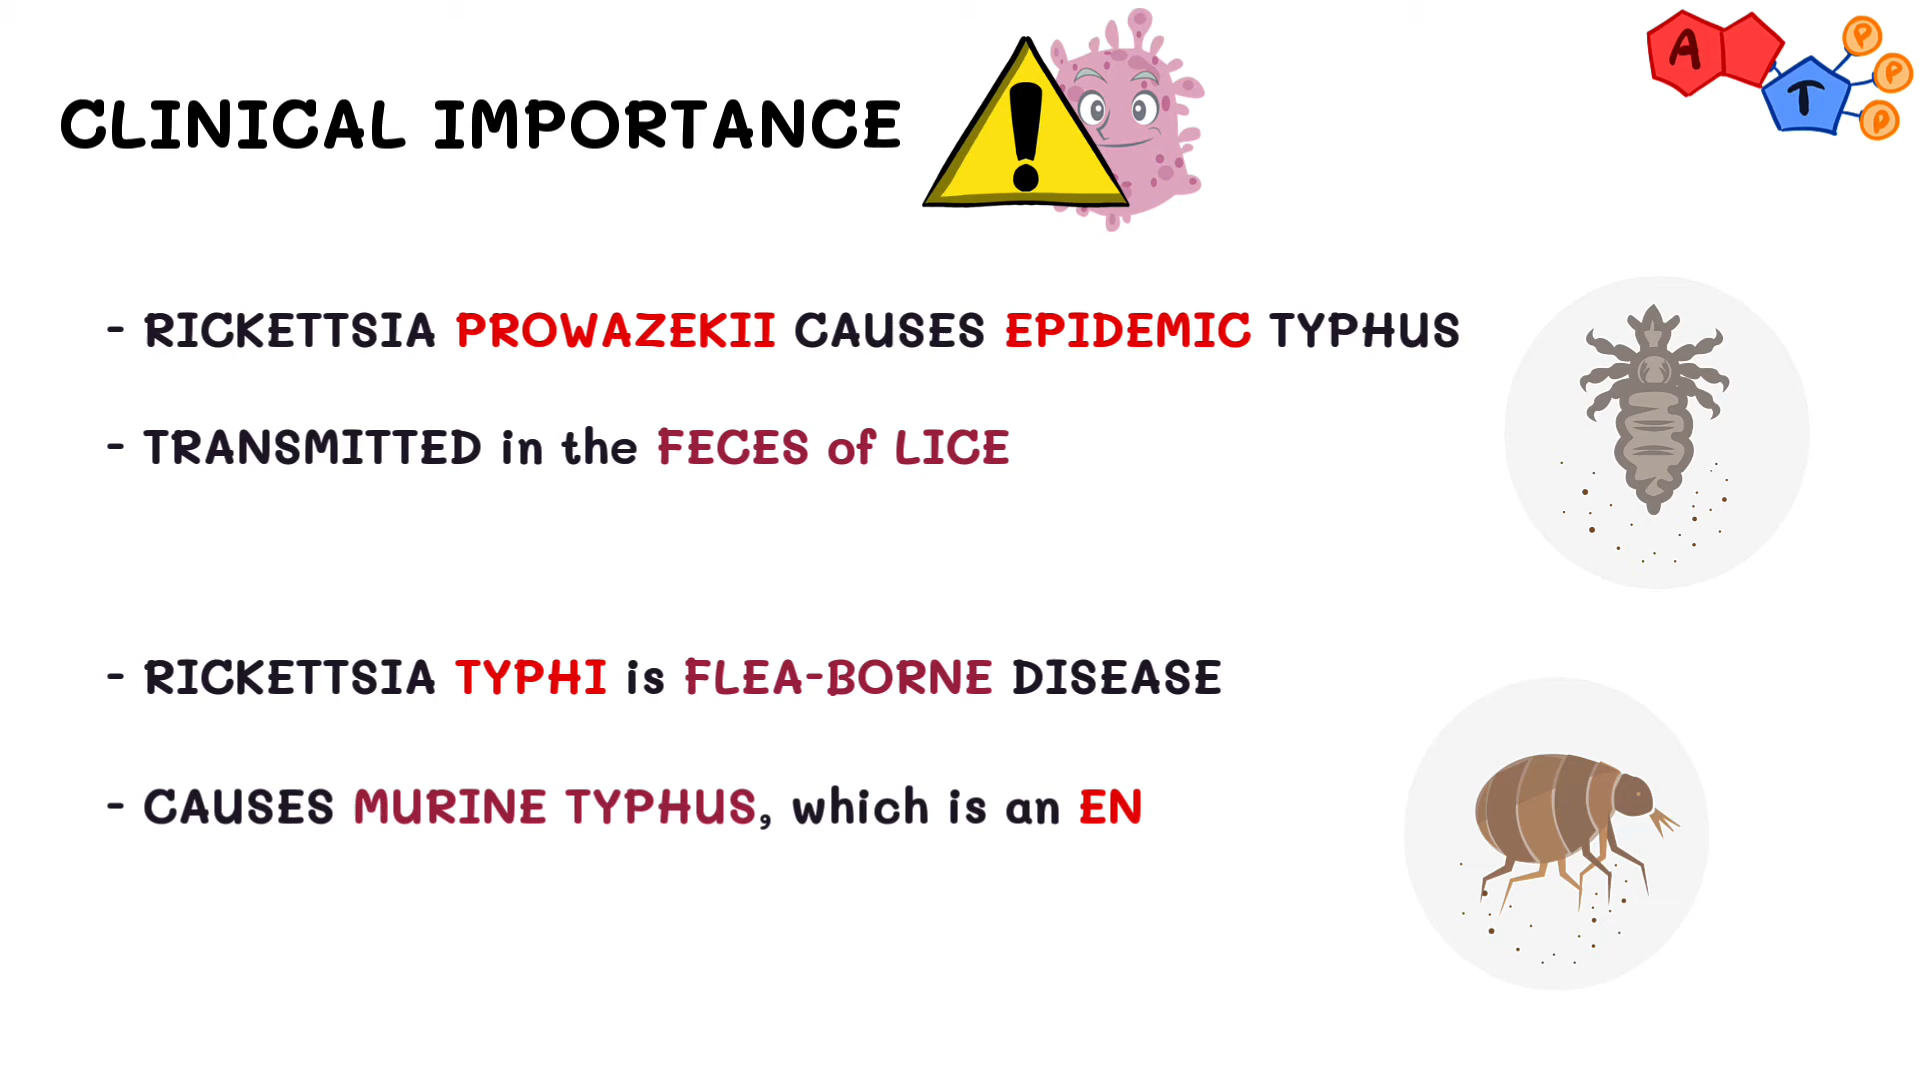 CLINICAL IMPORTANCE
A T P P P
- RICKETTSIA PROWAZEKII CAUSES EPIDEMIC TYPHUS
- TRANSMITTED in the FECES of LICE
- RICKETTSIA TYPHI is FLEA-BORNE DISEASE
- CAUSES MURINE TYPHUS, which is an EN